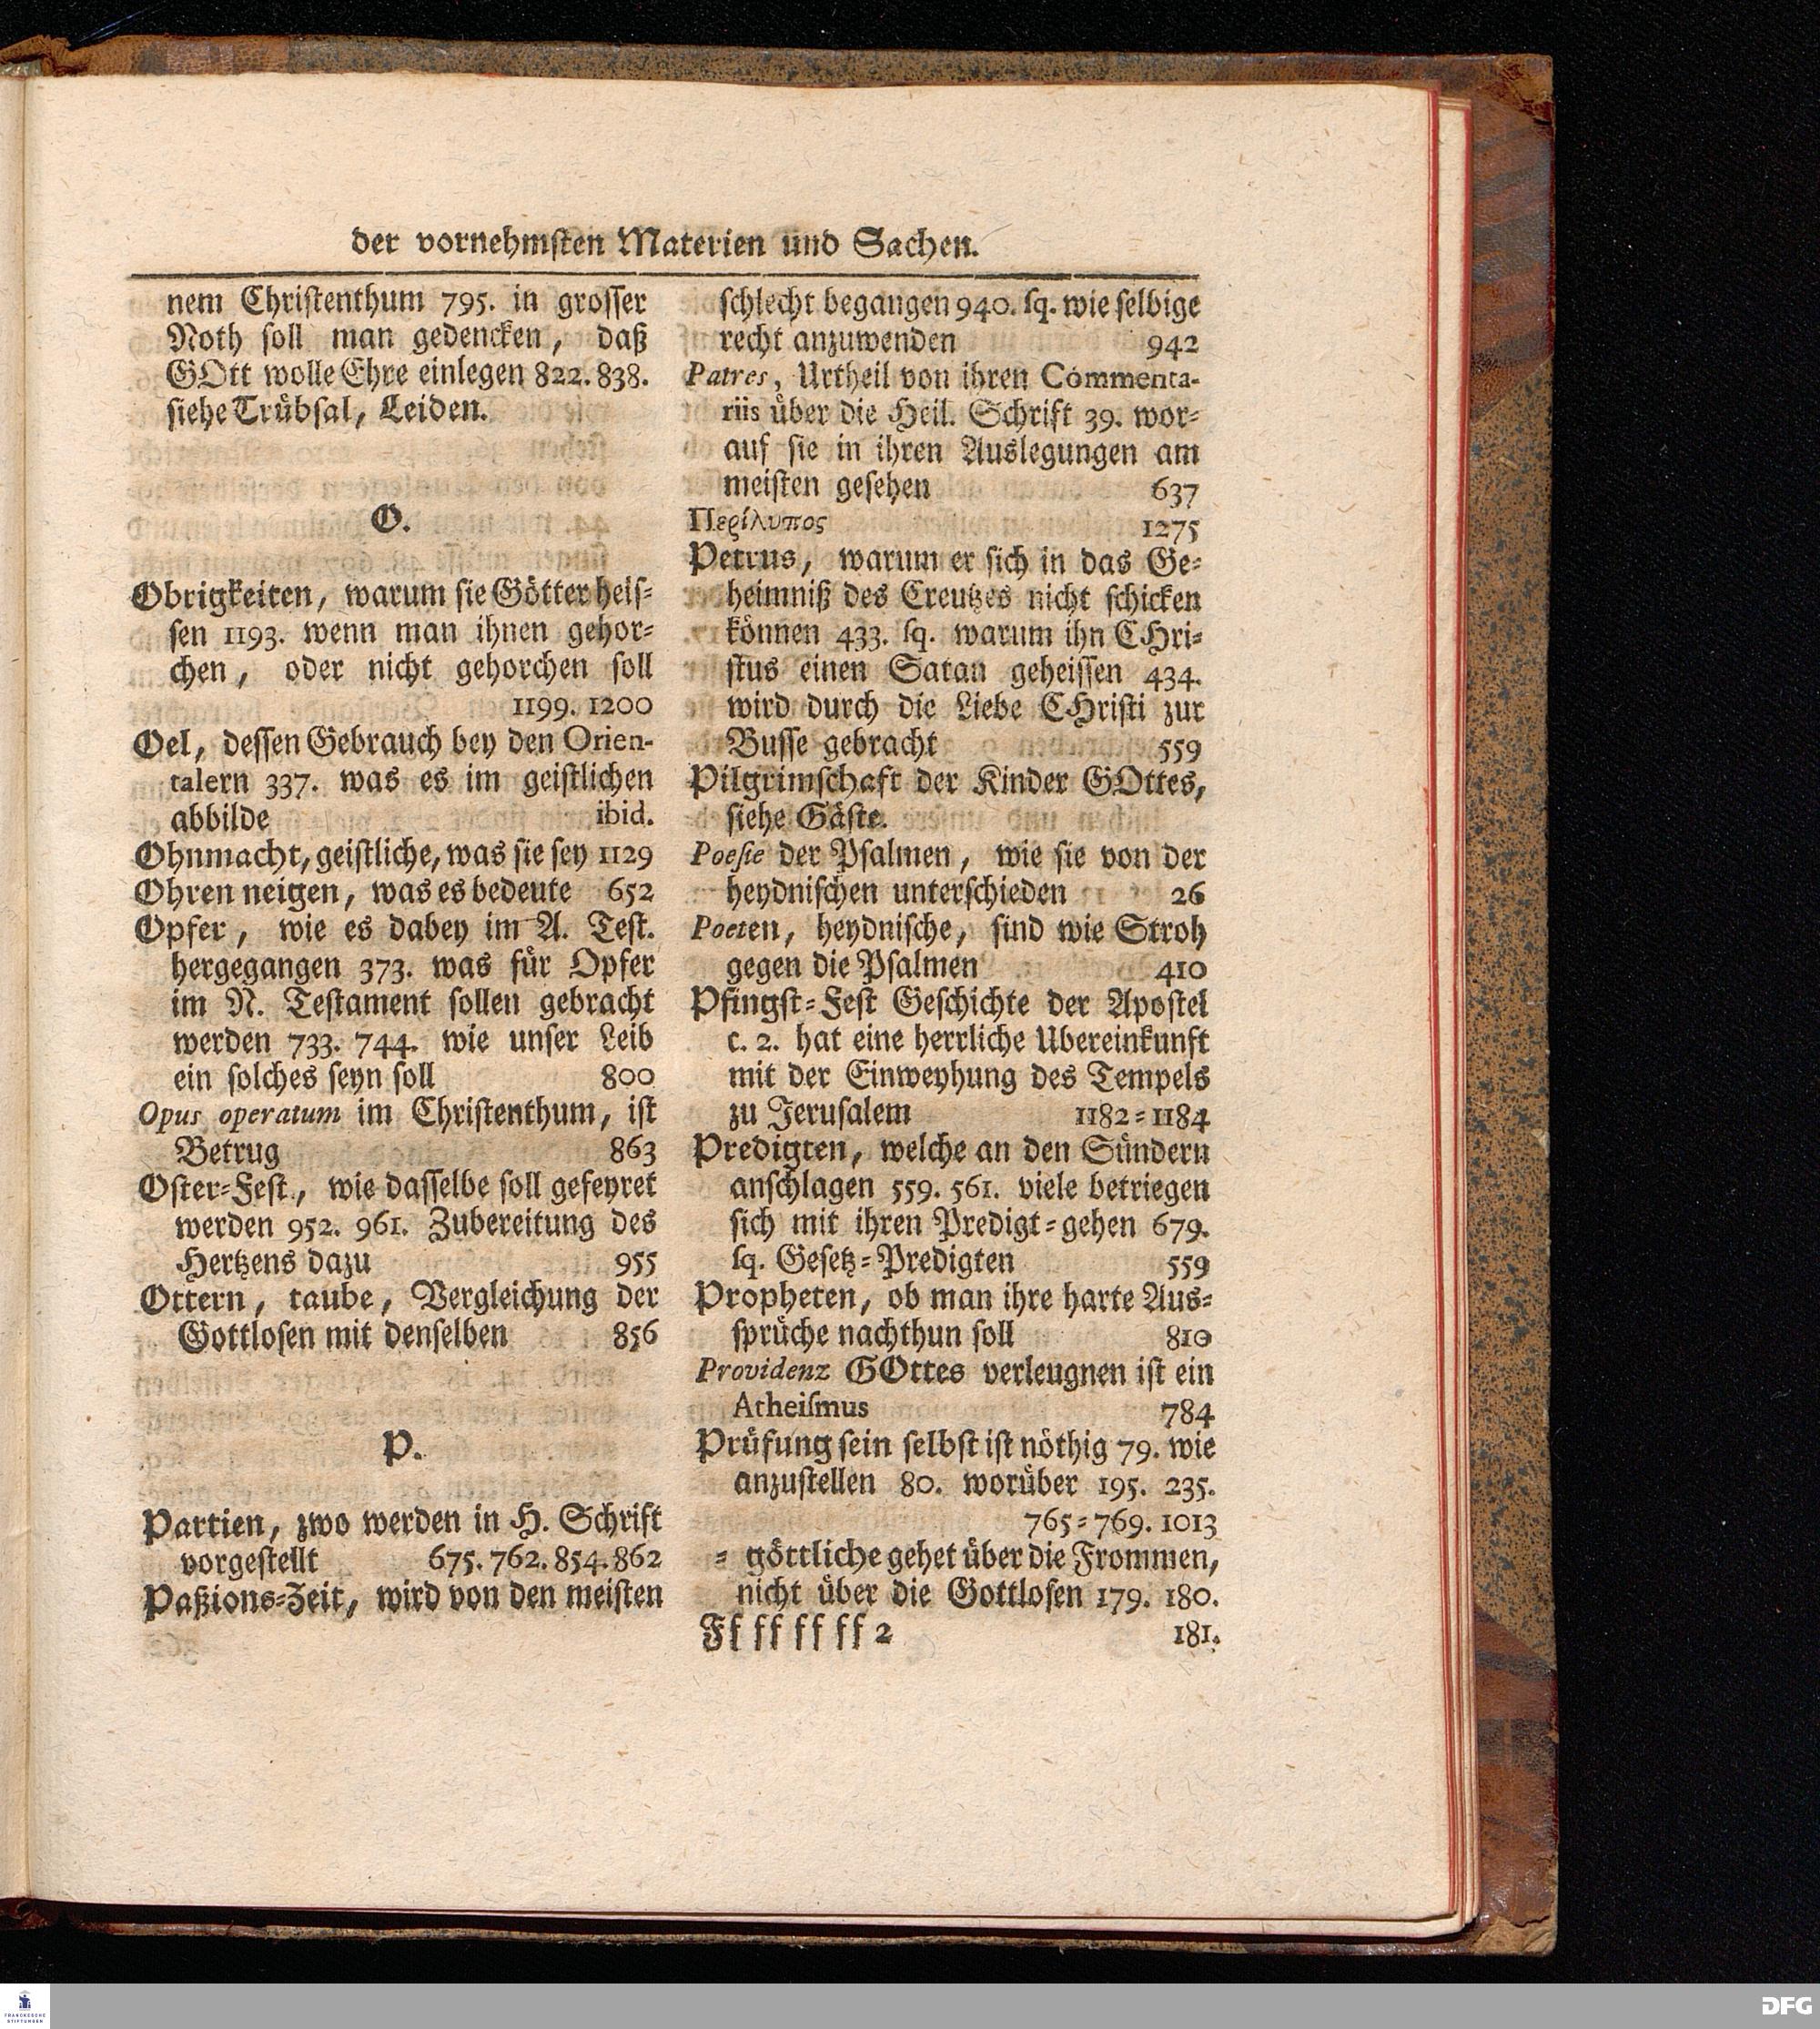 der vornehmsten Materien und Sachen.
nem Christenthum 795. in grosser
Noth soll man gedencken, daß
GOtt wolle Ehre einlegen 822. 838.
siehe Trübsal, Leiden.
O.
Obrigkeiten, warum sie Götter heis-
sen 1193. wenn man ihnen gehor-
chen, oder nicht gehorchen soll
1199. 1200
Oel, dessen Gebrauch bey den Orien-
talern 337. was es im geistlichen
abbilde ibid.
Ohnmacht, geistliche, was sie sey 1129
Ohren neigen, was es bedeute 652
Opfer, wie es dabey im A. Test.
hergegangen 373. was für Opfer
im N. Testament sollen gebracht
werden 733. 744. wie unser Leib
ein solches seyn soll 800
Opus operatum im Christenthum, ist
Betrug 863
Oster-Fest, wie dasselbe soll gefeyret
werden 952. 961. Zubereitung des
Hertzens dazu 955
Ottern, taube, Vergleichung der
Gottlosen mit denselben 856
P.
Partien, zwo werden in H. Schrift
vorgestellt 675. 762. 854. 862
Paßions-Zeit, wird von den meisten
schlecht begangen 940. sq. wie selbige
recht anzuwenden 942
Patres, Urtheil von ihren Commenta-
riis über die Heil. Schrift 39. wor-
auf sie in ihren Auslegungen am
meisten gesehen 637
Περίλυπος 1275
Petrus, warum er sich in das Ge-
heimniß des Creutzes nicht schicken
können 433. sq. warum ihn CHri-
stus einen Satan geheissen 434.
wird durch die Liebe CHristi zur
Busse gebracht 559
Pilgrimschaft der Kinder GOttes,
siehe Gäste.
Poesie der Psalmen, wie sie von der
heydnischen unterschieden 26
Poeten, heydnische, sind wie Stroh
gegen die Psalmen 410
Pfingst-Fest Geschichte der Apostel
c. 2. hat eine herrliche Ubereinkunft
mit der Einweyhung des Tempels
zu Jerusalem 1182-1184
Predigten, welche an den Sündern
anschlagen 559. 561. viele betriegen
sich mit ihren Predigt-gehen 679.
sq. Gesetz-Predigten 559
Propheten, ob man ihre harte Aus-
sprüche nachthun soll 810
Providenz GOttes verleugnen ist ein
Atheismus 784
Prüfung sein selbst ist nöthig 79. wie
anzustellen 80. worüber 195. 235.
765-769. 1013
- göttliche gehet über die Frommen,
nicht über die Gottlosen 179. 180.
Ff ff ff ff 2 181.
FRANCKESCHE
STIFTUNGEN
DFG